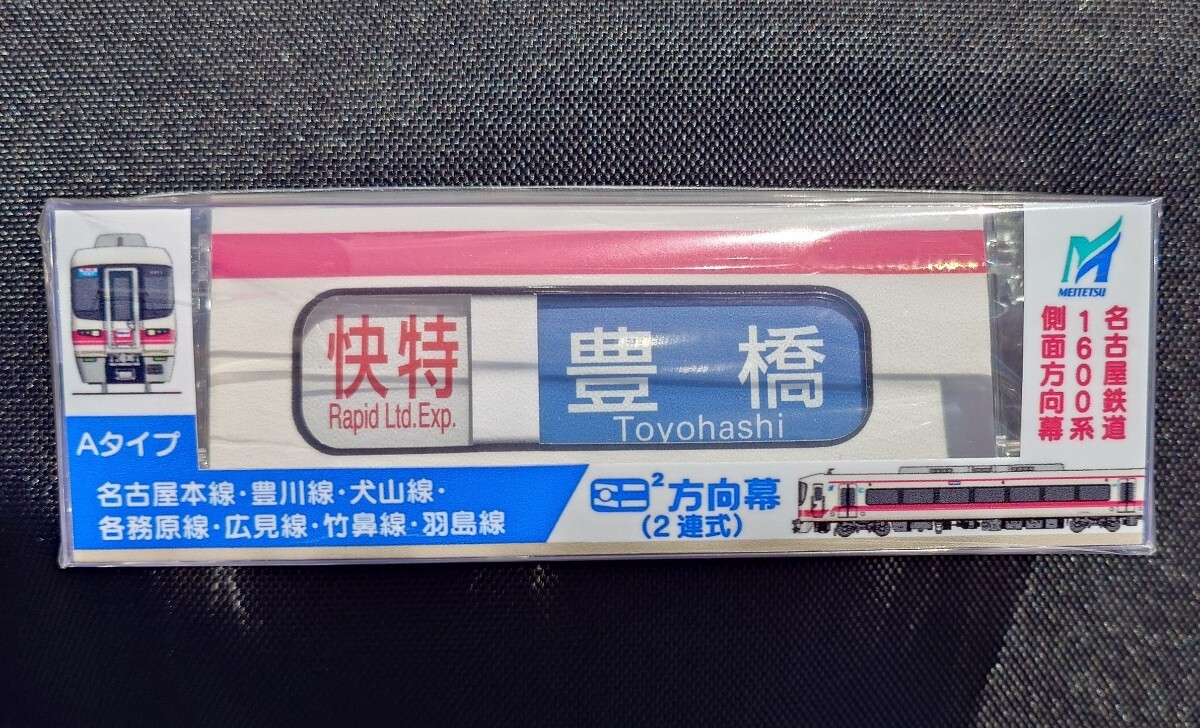 快特
Rapid Ltd.Exp.
豊橋
Toyohashi
MEITETSU
名古屋鉄道
1600系
側面方向幕
Aタイプ
名古屋本線・豊川線・犬山線・
各務原線・広見線・竹鼻線・羽島線
ミニ²方向幕
(2連式)